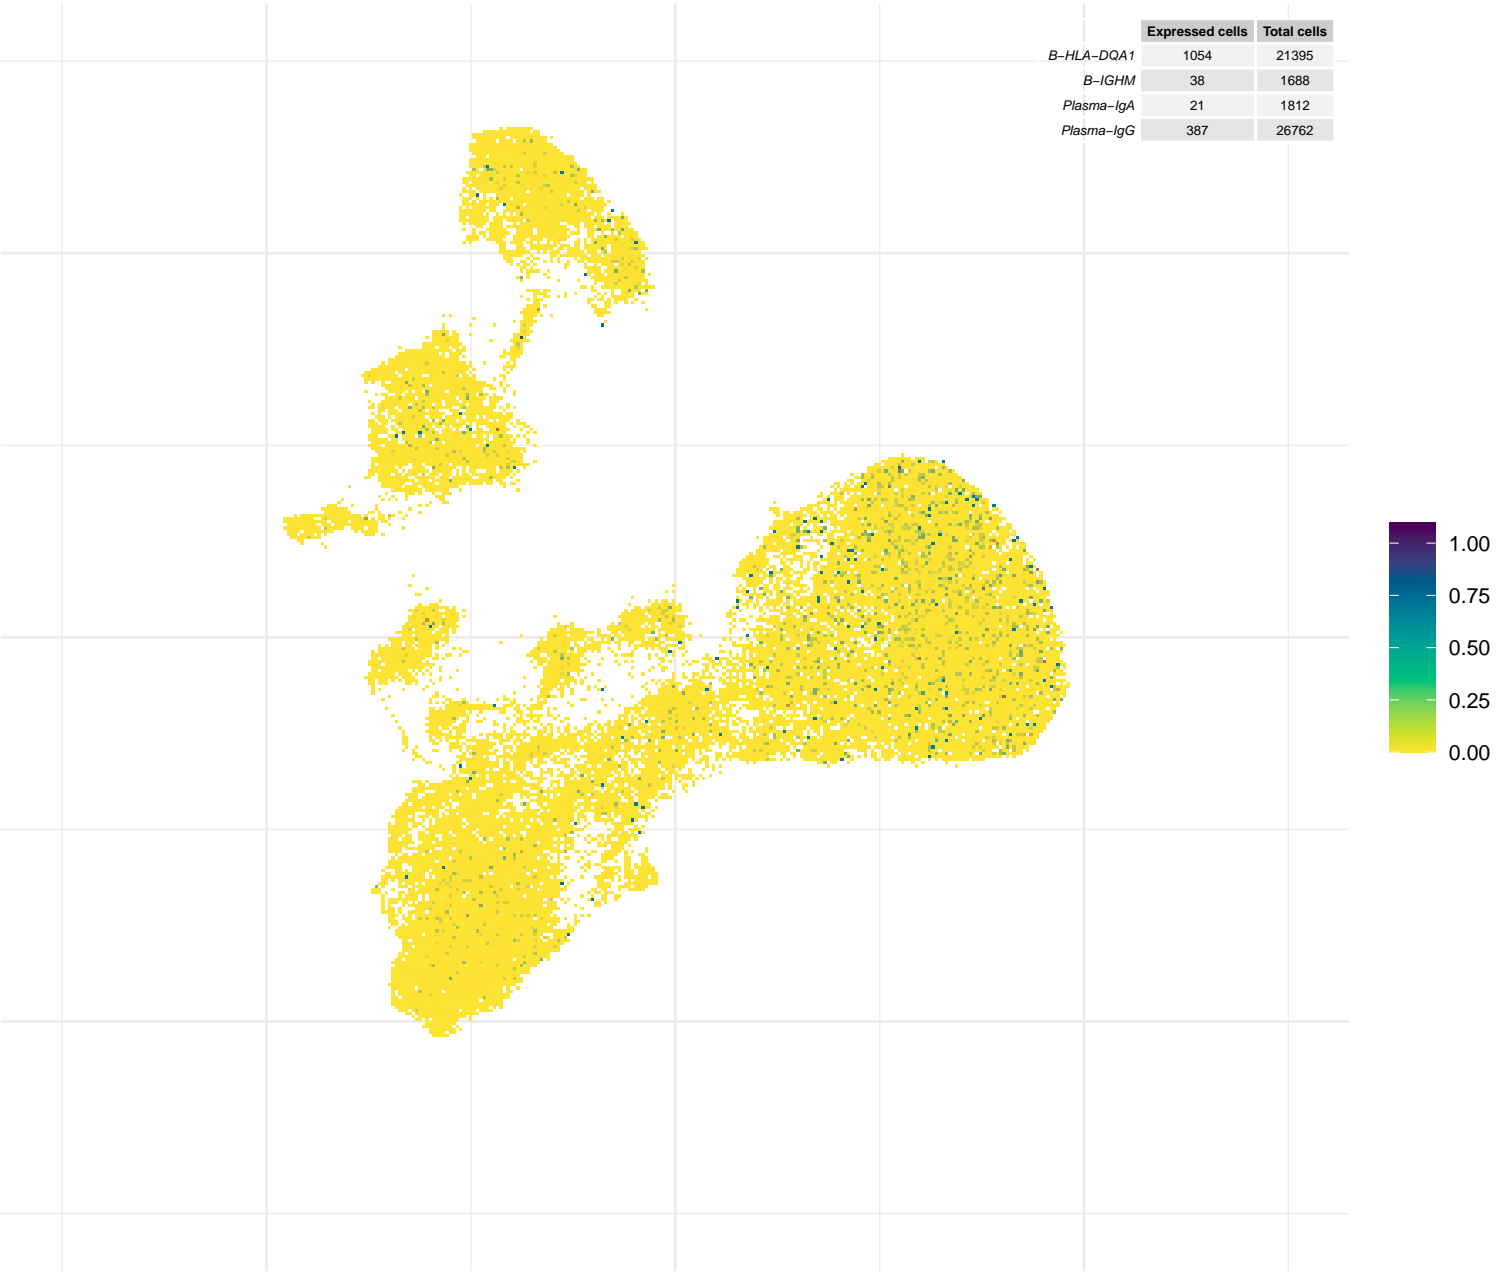 Expressed cells Total cells
B-HLA-DQA1 1054 21395
B-IGHM 38 1688
Plasma-IgA 21 1812
Plasma-IgG 387 26762
1.00
0.75
0.50
0.25
0.00